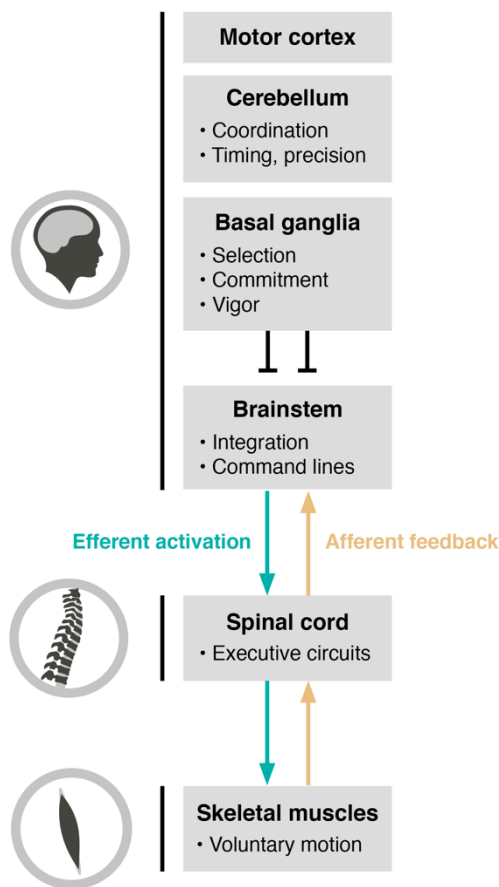 Motor cortex
Cerebellum
• Coordination
• Timing, precision
Basal ganglia
• Selection
• Commitment
• Vigor
Brainstem
• Integration
• Command lines
Efferent activation
Afferent feedback
Spinal cord
• Executive circuits
Skeletal muscles
• Voluntary motion